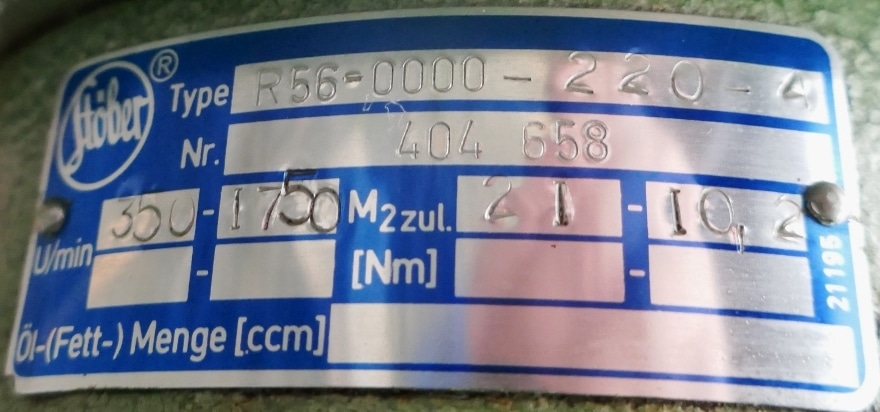 Stöber ®
Type R56-0000-220-4
Nr. 404 658
U/min 350 - 1750 M2zul. 21 - 10,2
- [Nm] -
Öl-(Fett-) Menge [ccm]
21195